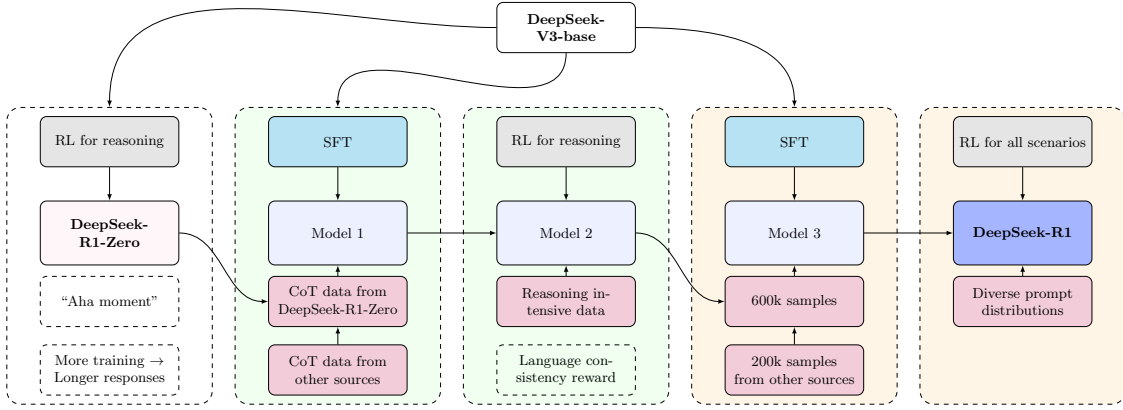 DeepSeek-
V3-base
RL for reasoning
DeepSeek-
R1-Zero
“Aha moment”
More training →
Longer responses
SFT
Model 1
CoT data from
DeepSeek-R1-Zero
CoT data from
other sources
RL for reasoning
Model 2
Reasoning in-
tensive data
Language con-
sistency reward
SFT
Model 3
600k samples
200k samples
from other sources
RL for all scenarios
DeepSeek-R1
Diverse prompt
distributions